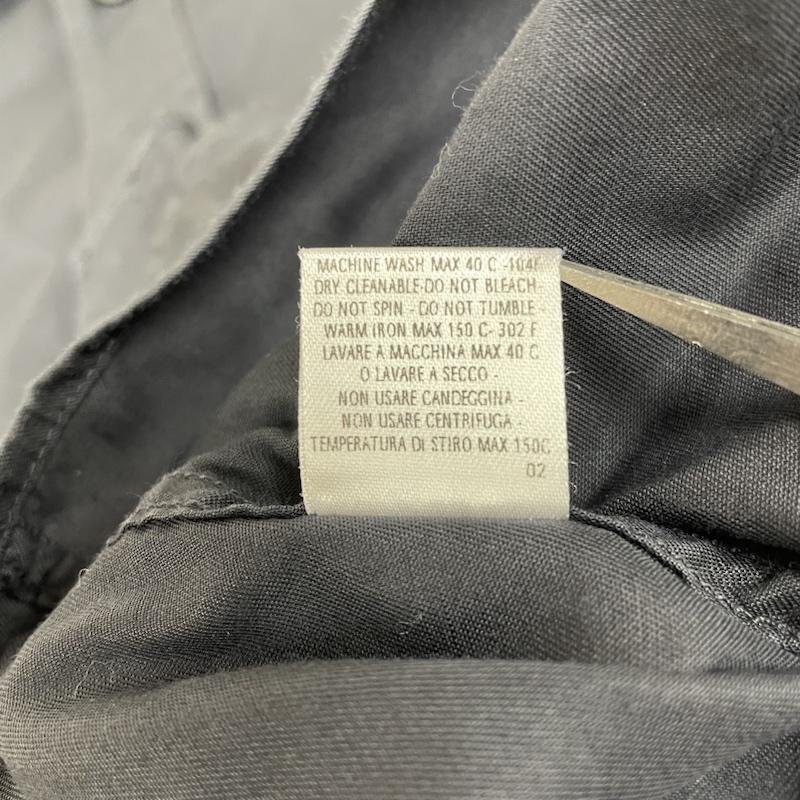 MACHINE WASH MAX 40 C -104F
DRY CLEANABLE-DO NOT BLEACH-
DO NOT SPIN - DO NOT TUMBLE -
WARM IRON MAX 150 C- 302 F
LAVARE A MACCHINA MAX 40 C
O LAVARE A SECCO -
NON USARE CANDEGGINA -
NON USARE CENTRIFUGA -
TEMPERATURA DI STIRO MAX 150C
02